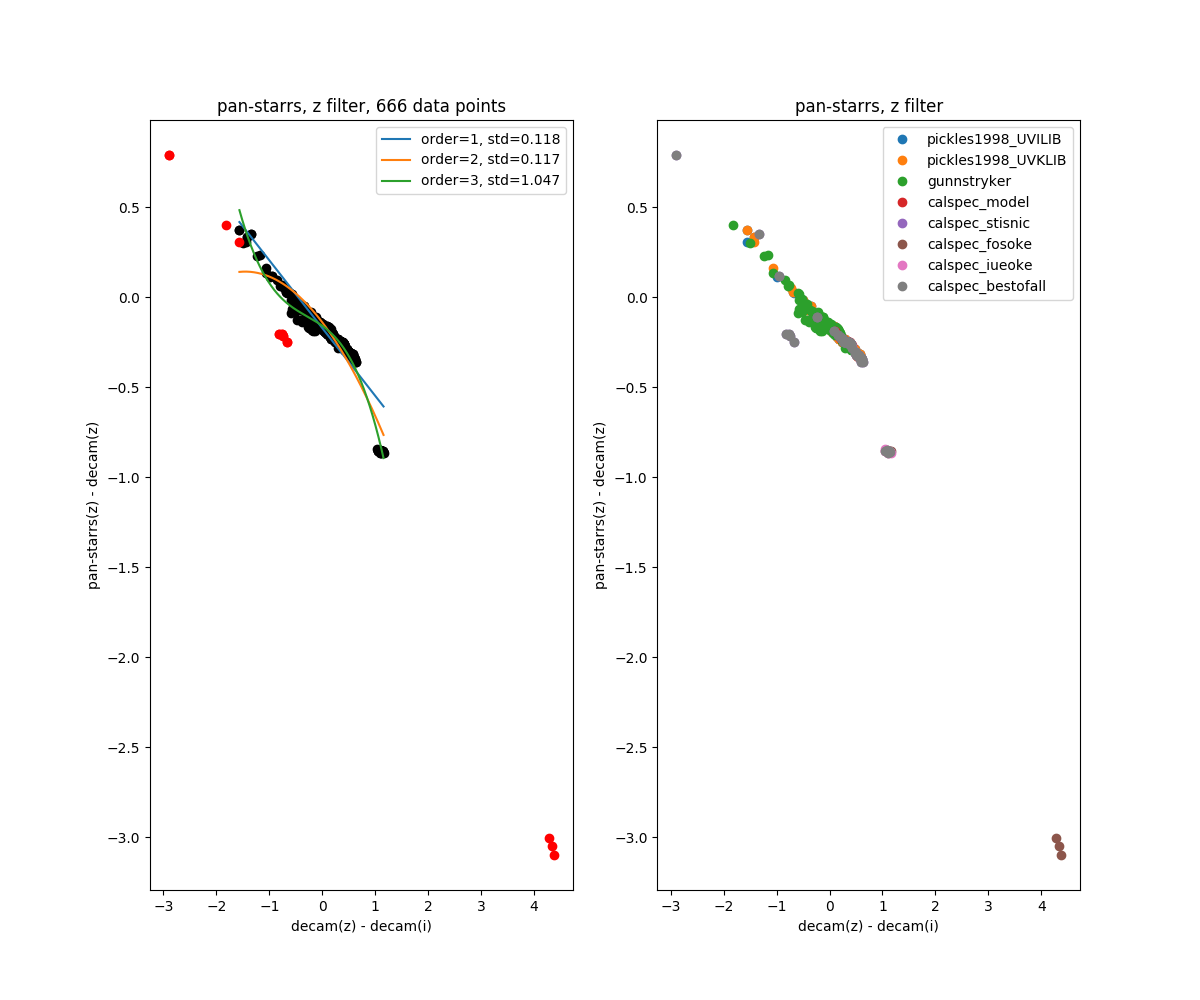 pan-starrs, z filter, 666 data points
order=1, std=0.118
order=2, std=0.117
order=3, std=1.047
0.5
0.0
−0.5
−1.0
−1.5
−2.0
−2.5
−3.0
pan-starrs(z) - decam(z)
−3 −2 −1 0 1 2 3 4
decam(z) - decam(i)
pan-starrs, z filter
pickles1998_UVILIB
pickles1998_UVKLIB
gunnstryker
calspec_model
calspec_stisnic
calspec_fosoke
calspec_iueoke
calspec_bestofall
0.5
0.0
−0.5
−1.0
−1.5
−2.0
−2.5
−3.0
pan-starrs(z) - decam(z)
−3 −2 −1 0 1 2 3 4
decam(z) - decam(i)